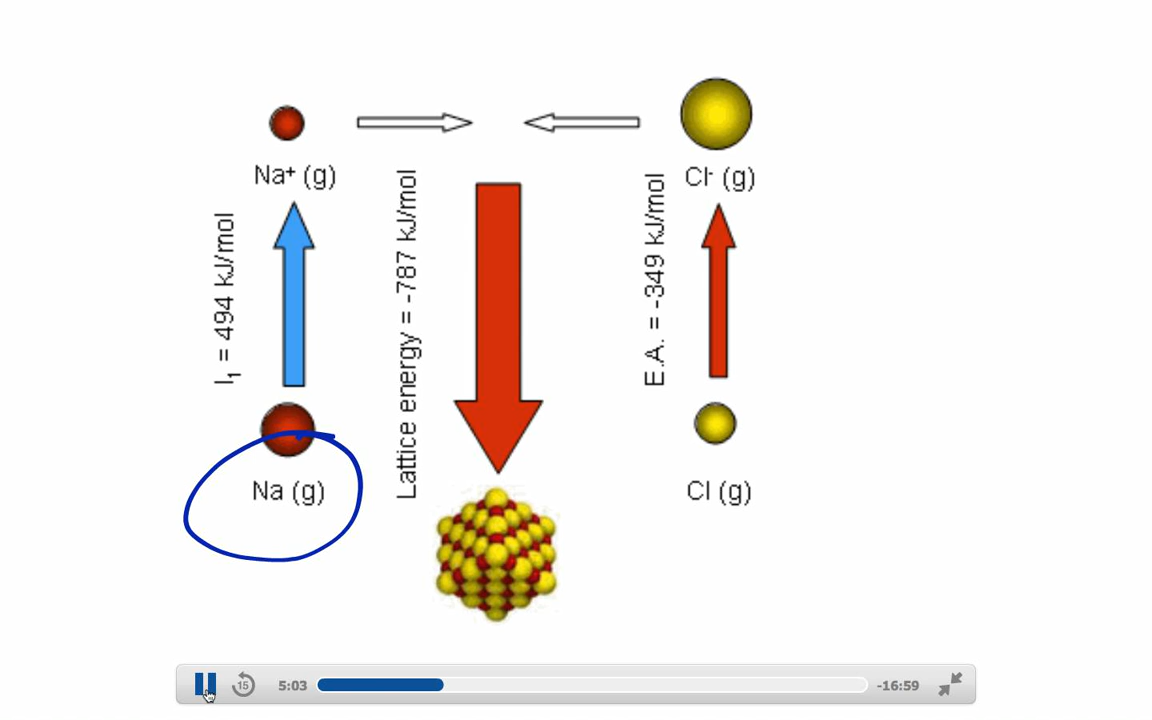 Na⁺ (g)
Cl⁻ (g)
I₁ = 494 kJ/mol
Lattice energy = -787 kJ/mol
E.A. = -349 kJ/mol
Na (g)
Cl (g)
15
5:03
-16:59